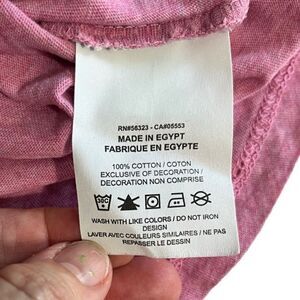 RN#56323 - CA#05553
MADE IN EGYPT
FABRIQUE EN EGYPTE
100% COTTON / COTON
EXCLUSIVE OF DECORATION /
DECORATION NON COMPRISE
30C
WASH WITH LIKE COLORS / DO NOT IRON
DESIGN
LAVER AVEC COULEURS SIMILAIRES / NE PAS
REPASSER LE DESSIN